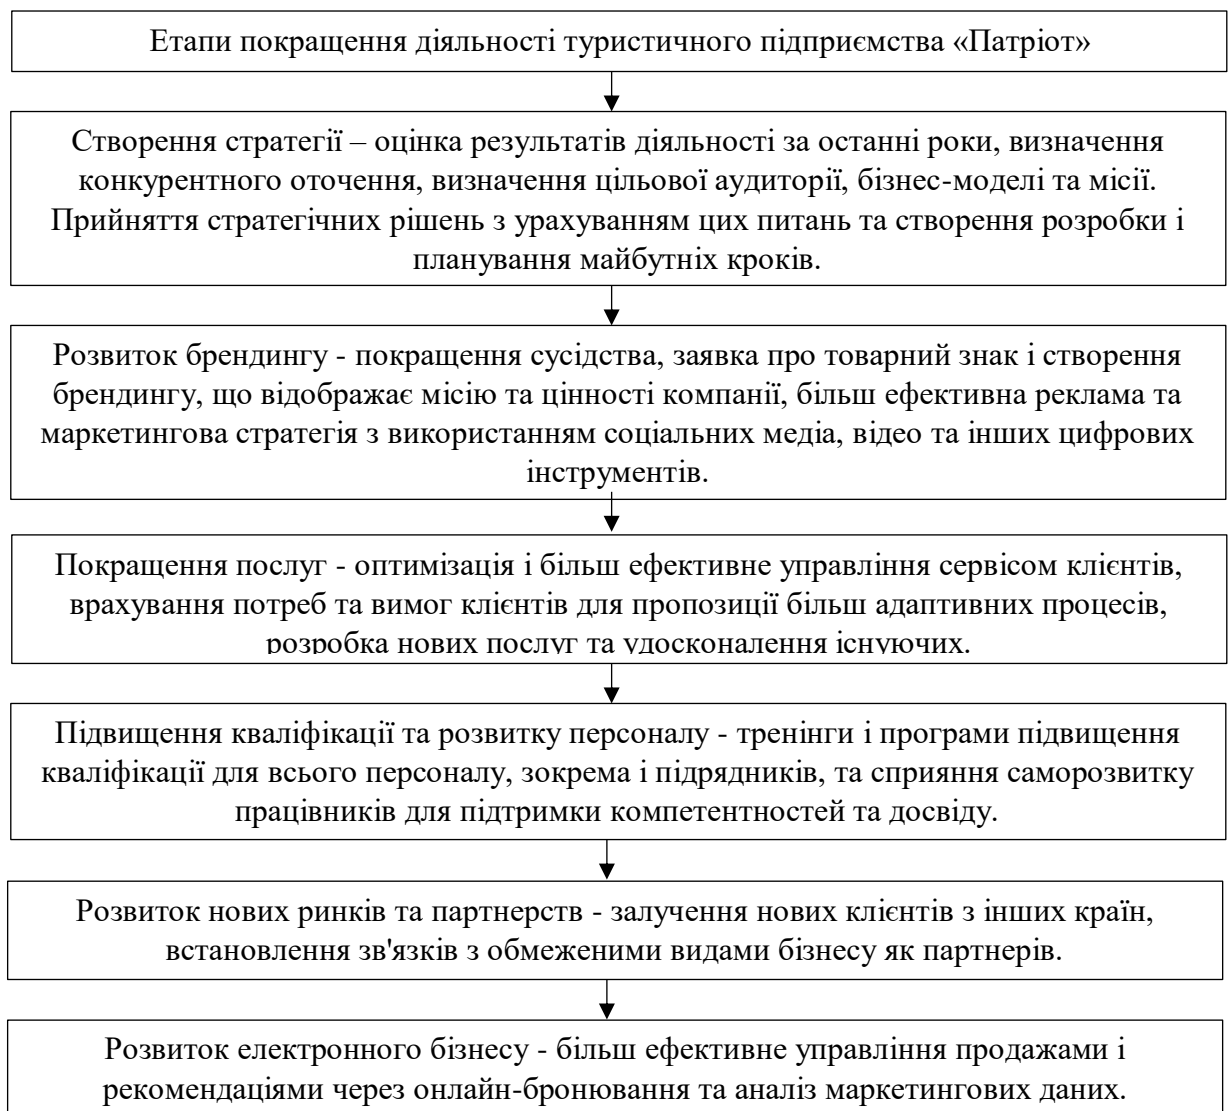 Етапи покращення діяльності туристичного підприємства «Патріот»
Створення стратегії – оцінка результатів діяльності за останні роки, визначення
конкурентного оточення, визначення цільової аудиторії, бізнес-моделі та місії.
Прийняття стратегічних рішень з урахуванням цих питань та створення розробки і
планування майбутніх кроків.
Розвиток брендингу - покращення сусідства, заявка про товарний знак і створення
брендингу, що відображає місію та цінності компанії, більш ефективна реклама та
маркетингова стратегія з використанням соціальних медіа, відео та інших цифрових
інструментів.
Покращення послуг - оптимізація і більш ефективне управління сервісом клієнтів,
врахування потреб та вимог клієнтів для пропозиції більш адаптивних процесів,
розробка нових послуг та удосконалення існуючих.
Підвищення кваліфікації та розвитку персоналу - тренінги і програми підвищення
кваліфікації для всього персоналу, зокрема і підрядників, та сприяння саморозвитку
працівників для підтримки компетентностей та досвіду.
Розвиток нових ринків та партнерств - залучення нових клієнтів з інших країн,
встановлення зв'язків з обмеженими видами бізнесу як партнерів.
Розвиток електронного бізнесу - більш ефективне управління продажами і
рекомендаціями через онлайн-бронювання та аналіз маркетингових даних.